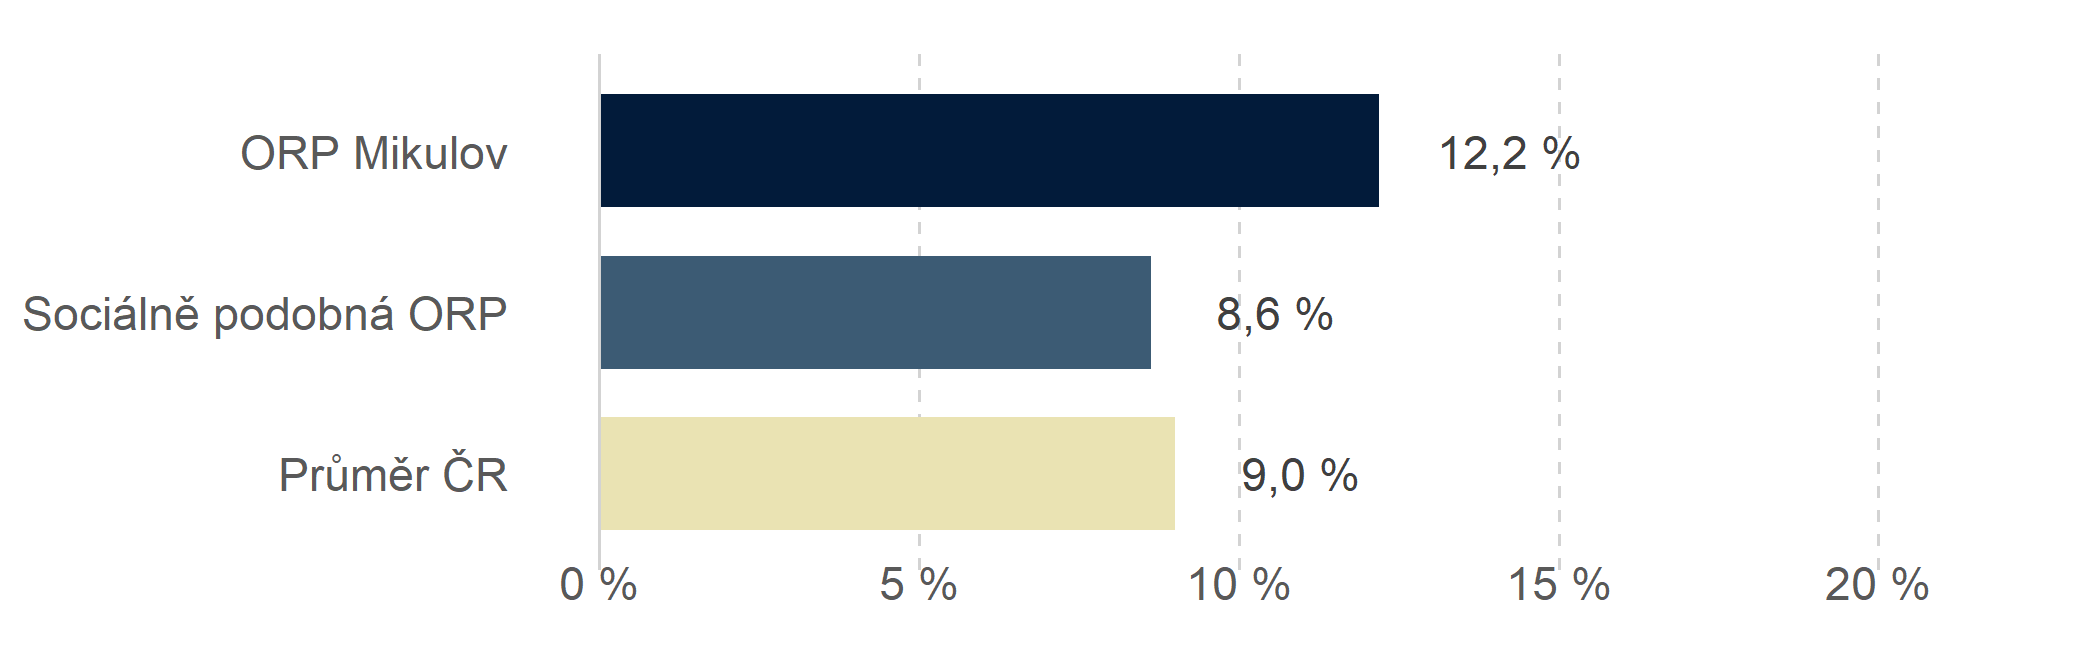 ORP Mikulov
12,2 %
Sociálně podobná ORP
8,6 %
Průměr ČR
9,0 %
0 %
5 %
10 %
15 %
20 %